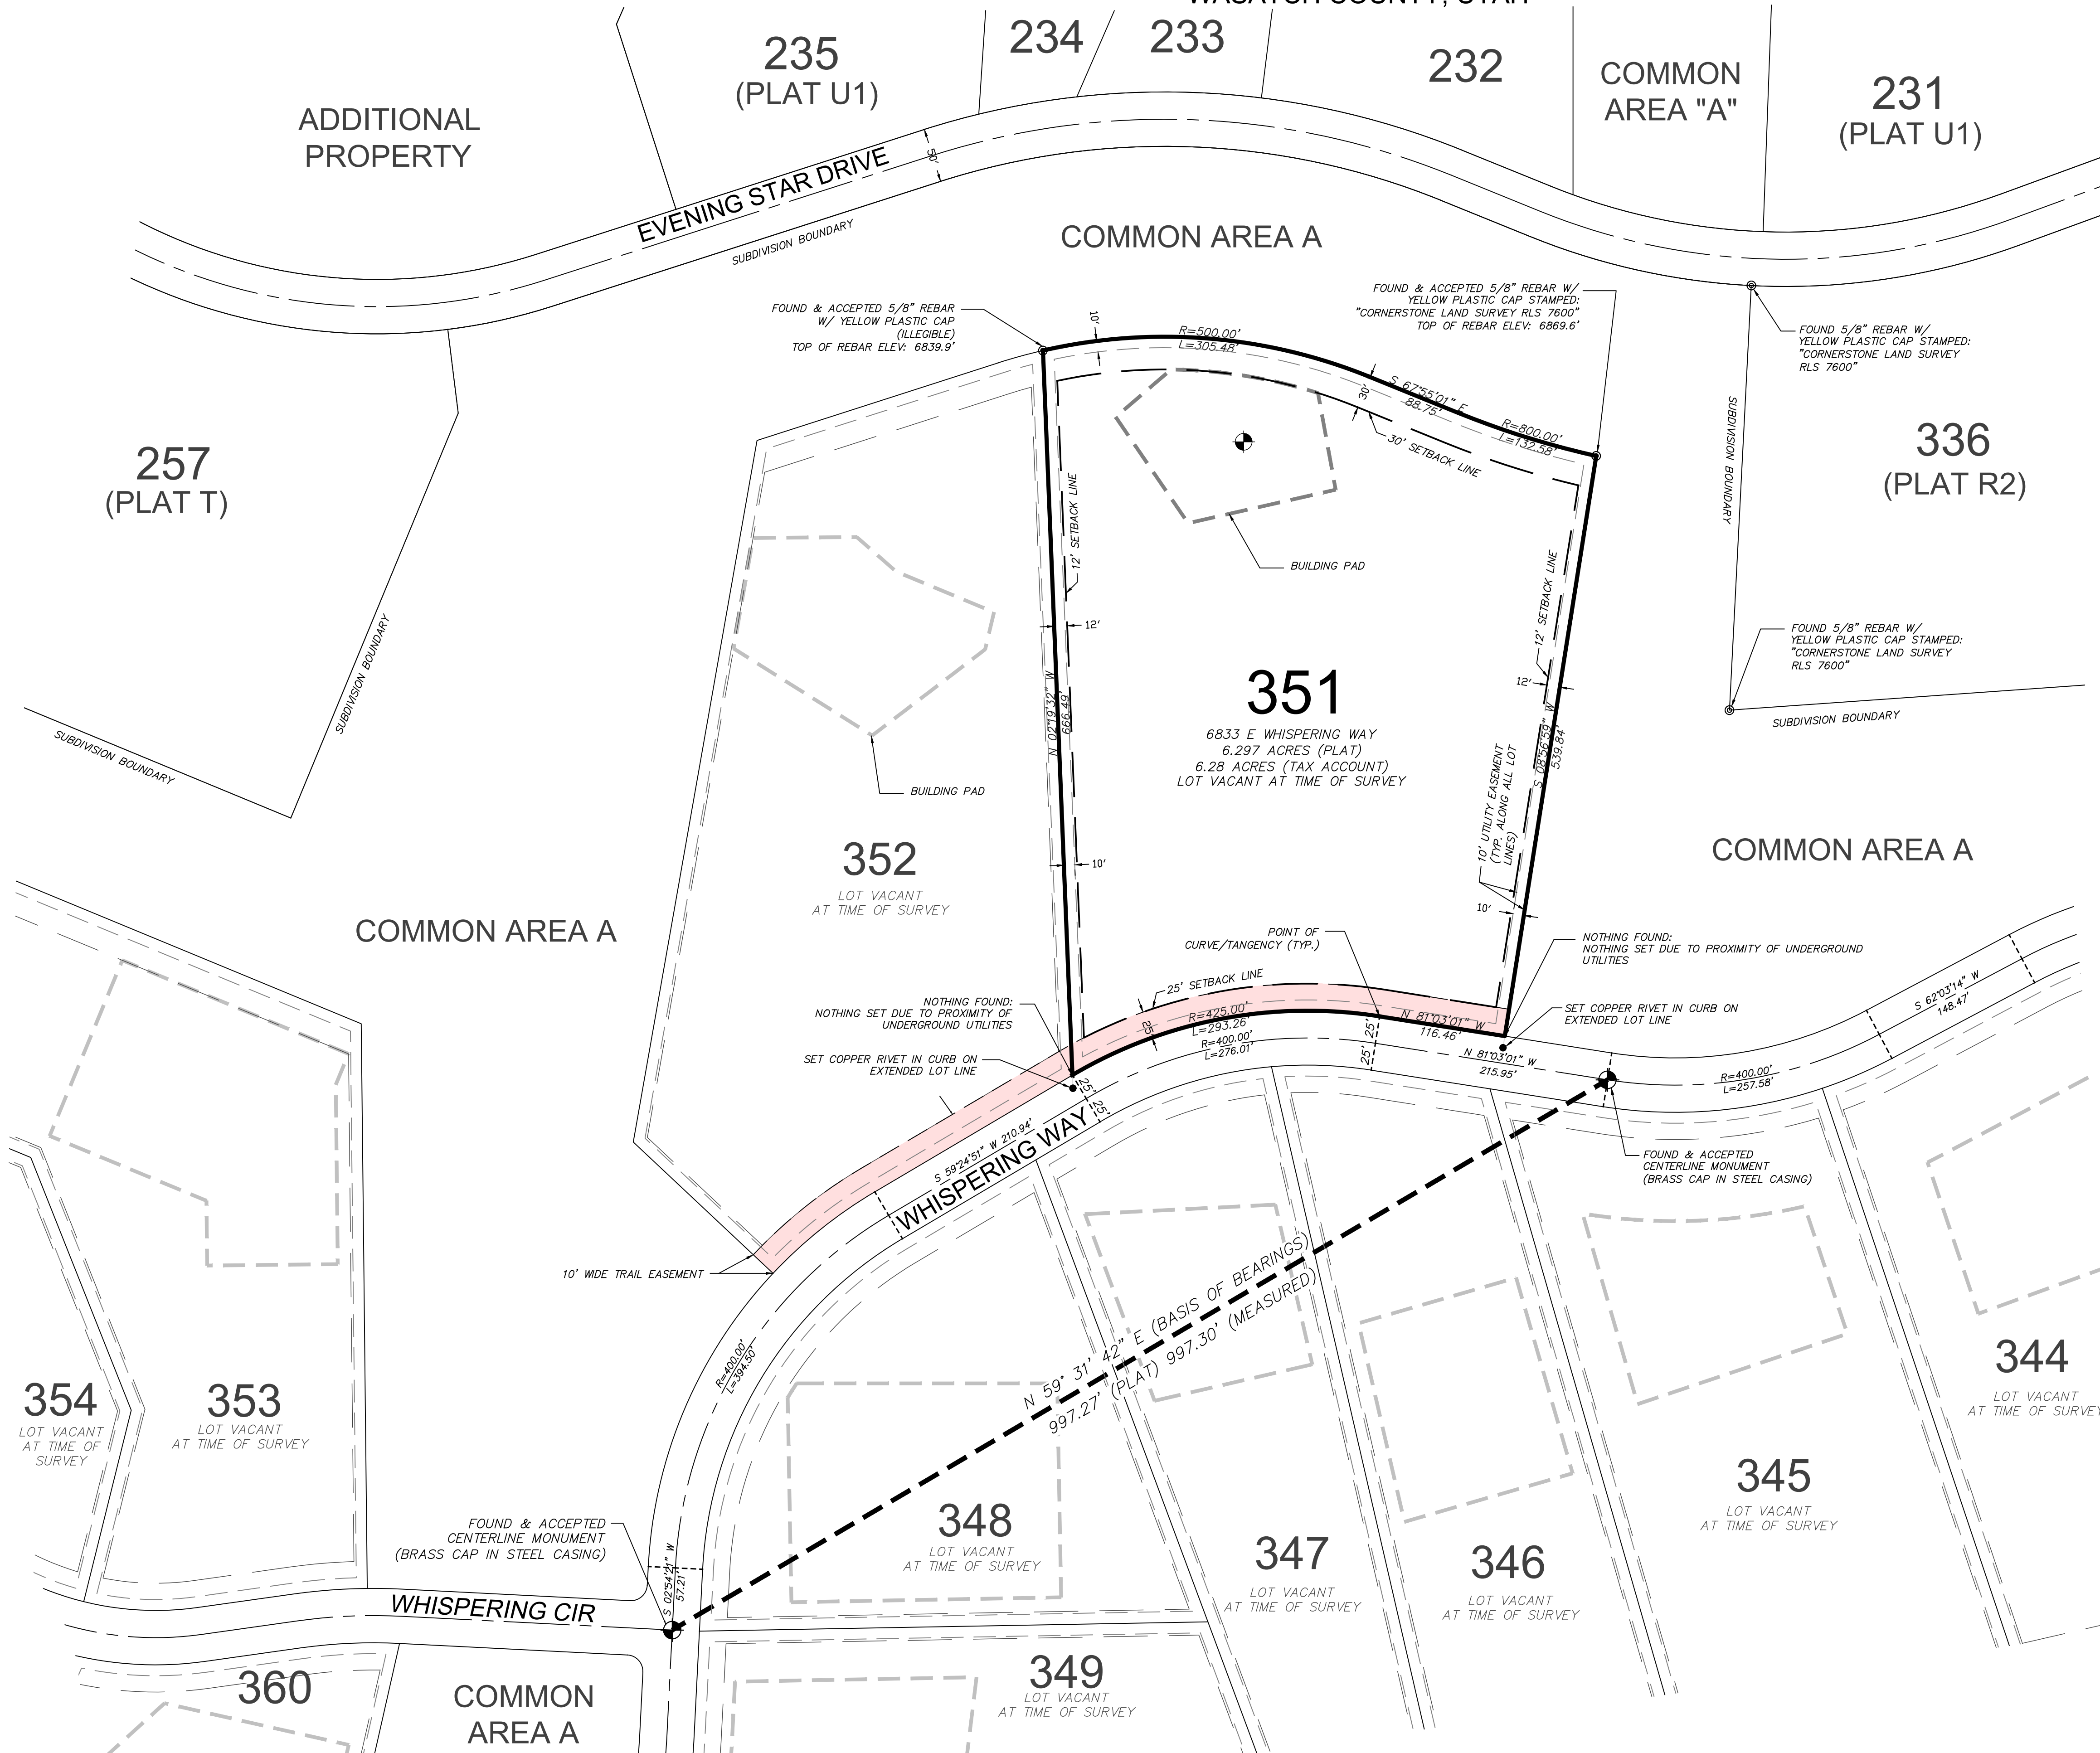 235
(PLAT U1)
234
233
232
COMMON
AREA "A"
231
(PLAT U1)
ADDITIONAL
PROPERTY
EVENING STAR DRIVE
50'
SUBDIVISION BOUNDARY
COMMON AREA A
FOUND & ACCEPTED 5/8" REBAR
W/ YELLOW PLASTIC CAP
(ILLEGIBLE)
TOP OF REBAR ELEV: 6839.9'
10'
R=500.00'
L=305.48'
FOUND & ACCEPTED 5/8" REBAR W/
YELLOW PLASTIC CAP STAMPED:
"CORNERSTONE LAND SURVEY RLS 7600"
TOP OF REBAR ELEV: 6869.6'
FOUND 5/8" REBAR W/
YELLOW PLASTIC CAP STAMPED:
"CORNERSTONE LAND SURVEY
RLS 7600"
S 67°55'01" E
88.75'
30'
30' SETBACK LINE
R=800.00'
L=132.58'
SUBDIVISION BOUNDARY
336
(PLAT R2)
257
(PLAT T)
SUBDIVISION BOUNDARY
SUBDIVISION BOUNDARY
12' SETBACK LINE
BUILDING PAD
12'
N 02°19'32" W
666.49'
12' SETBACK LINE
12'
S 08°56'59" W
539.84'
FOUND 5/8" REBAR W/
YELLOW PLASTIC CAP STAMPED:
"CORNERSTONE LAND SURVEY
RLS 7600"
SUBDIVISION BOUNDARY
351
6833 E WHISPERING WAY
6.297 ACRES (PLAT)
6.28 ACRES (TAX ACCOUNT)
LOT VACANT AT TIME OF SURVEY
BUILDING PAD
10' UTILITY EASEMENT
(TYP. ALONG ALL LOT
LINES)
10'
10'
352
LOT VACANT
AT TIME OF SURVEY
COMMON AREA A
COMMON AREA A
POINT OF
CURVE/TANGENCY (TYP.)
NOTHING FOUND:
NOTHING SET DUE TO PROXIMITY OF UNDERGROUND
UTILITIES
S 62°03'14" W
148.47'
25' SETBACK LINE
NOTHING FOUND:
NOTHING SET DUE TO PROXIMITY OF
UNDERGROUND UTILITIES
SET COPPER RIVET IN CURB ON
EXTENDED LOT LINE
25'
R=425.00'
L=293.26'
R=400.00'
L=276.01'
N 81°03'01" W
116.46'
25' 25'
N 81°03'01" W
215.95'
SET COPPER RIVET IN CURB ON
EXTENDED LOT LINE
R=400.00'
L=257.58'
25'
25'
FOUND & ACCEPTED
CENTERLINE MONUMENT
(BRASS CAP IN STEEL CASING)
S 59°24'51" W 210.94'
WHISPERING WAY
10' WIDE TRAIL EASEMENT
N 59° 31' 42" E (BASIS OF BEARINGS)
997.27' (PLAT) 997.30' (MEASURED)
R=400.00'
L=394.50'
354
LOT VACANT
AT TIME OF
SURVEY
353
LOT VACANT
AT TIME OF SURVEY
344
LOT VACANT
AT TIME OF SURVEY
345
LOT VACANT
AT TIME OF SURVEY
FOUND & ACCEPTED
CENTERLINE MONUMENT
(BRASS CAP IN STEEL CASING)
S 02°54'21" W
57.21'
348
LOT VACANT
AT TIME OF SURVEY
347
LOT VACANT
AT TIME OF SURVEY
346
LOT VACANT
AT TIME OF SURVEY
WHISPERING CIR
360
COMMON
AREA A
349
LOT VACANT
AT TIME OF SURVEY